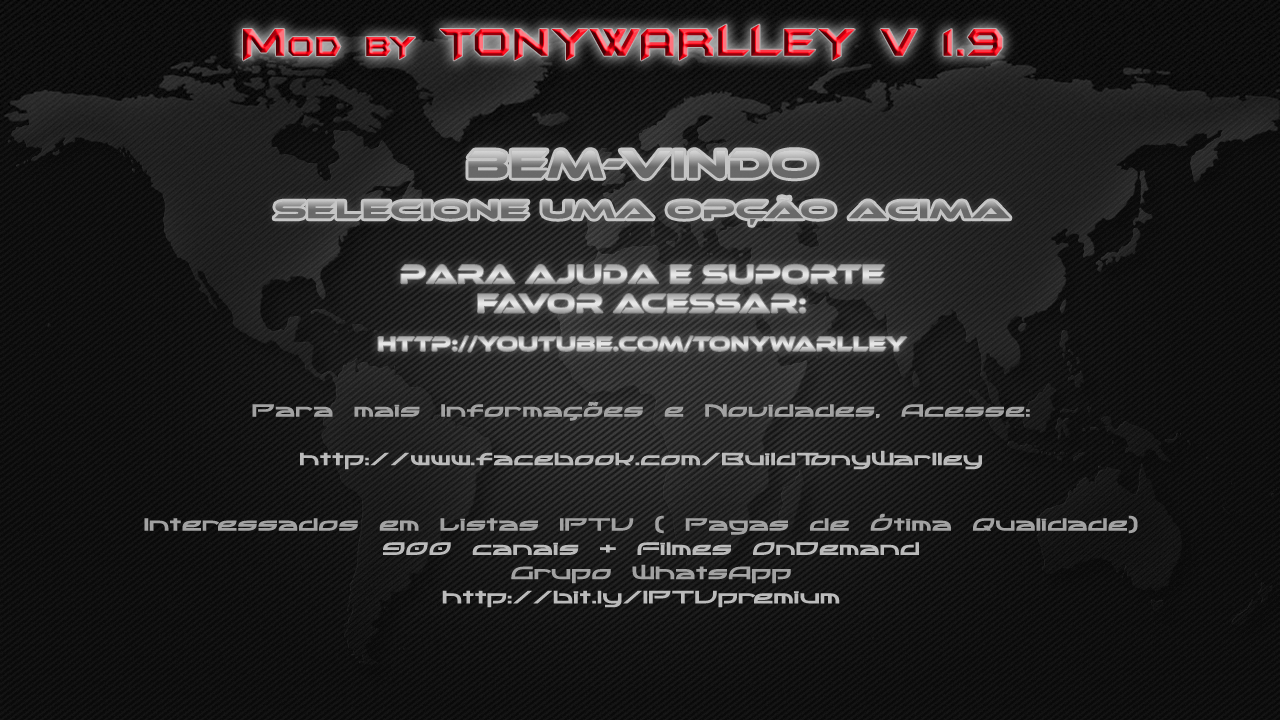 Mod by TONYWARLLEY V 1.9
BEM-VINDO
SELECIONE UMA OPÇÃO ACIMA
PARA AJUDA E SUPORTE
FAVOR ACESSAR:
HTTP://YOUTUBE.COM/TONYWARLLEY
Para mais Informações e Novidades, Acesse:
http://www.facebook.com/BuildTonyWarlley
Interessados em Listas IPTV ( Pagas de Ótima Qualidade)
900 canais + Filmes OnDemand
Grupo WhatsApp
http://bit.ly/IPTVpremium